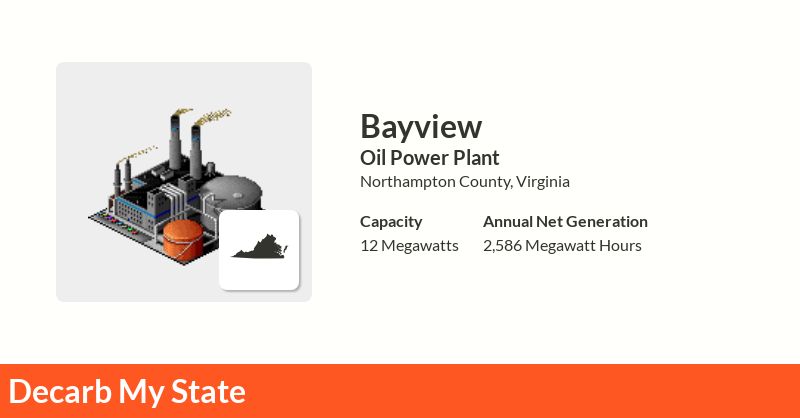 Bayview
Oil Power Plant
Northampton County, Virginia
Capacity
Annual Net Generation
12 Megawatts
2,586 Megawatt Hours
Decarb My State